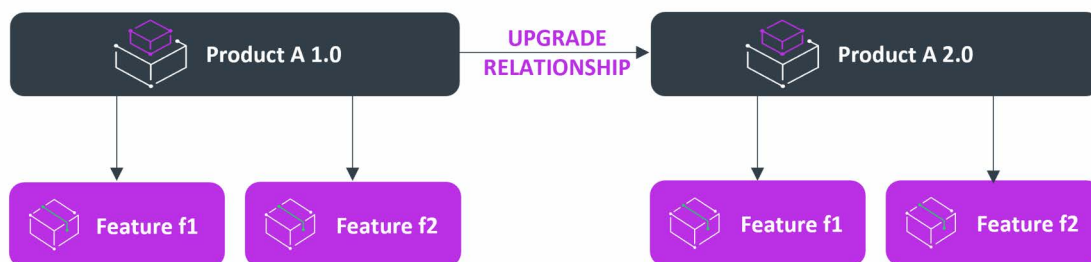 Product A 1.0
UPGRADE
RELATIONSHIP
Product A 2.0
Feature f1
Feature f2
Feature f1
Feature f2